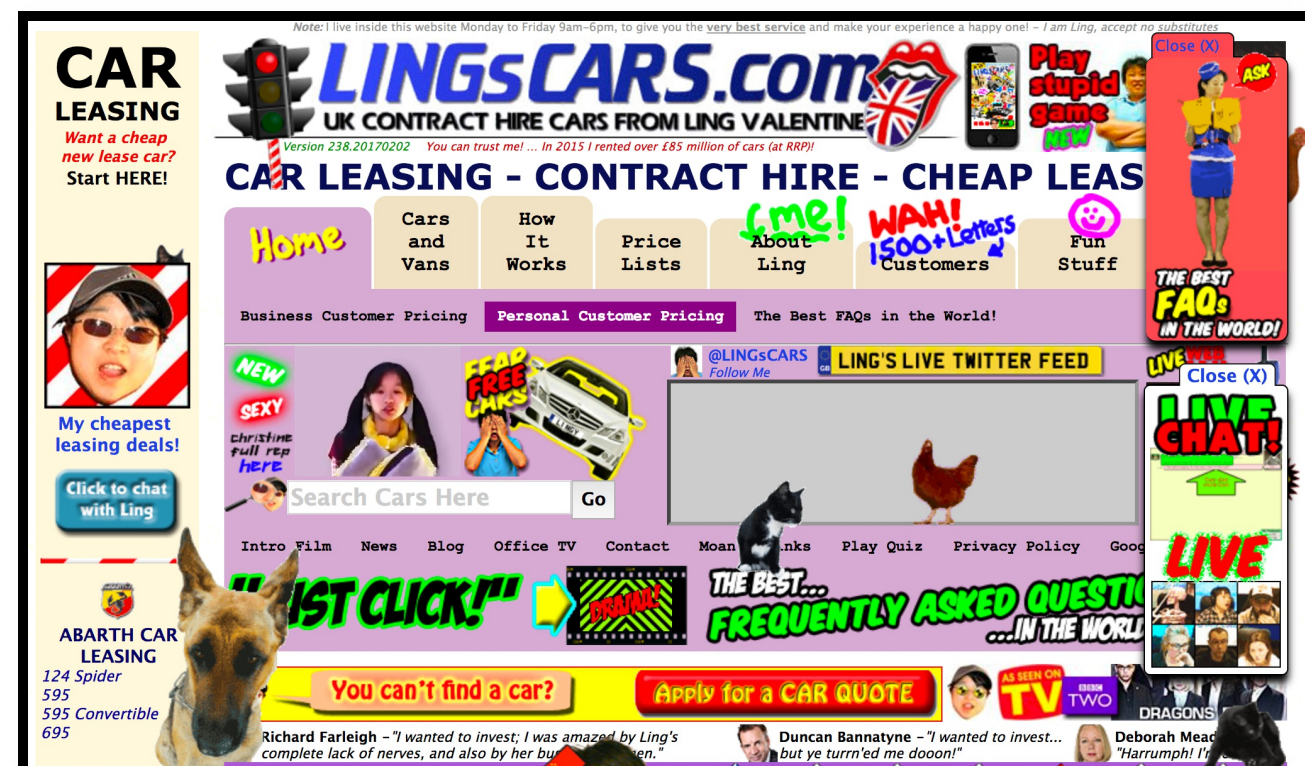 Note: I live inside this website Monday to Friday 9am-6pm, to give you the very best service and make your experience a happy one! - I am Ling, accept no substitutes
CAR
LEASING
Want a cheap
new lease car?
Start HERE!
LINGsCARS.com
UK CONTRACT HIRE CARS FROM LING VALENTINE
Play
stupid
game
NEW
Version 238.20170202 You can trust me! ... In 2015 I rented over £85 million of cars (at RRP)!
CAR LEASING - CONTRACT HIRE - CHEAP LEAS
Close (X)
ASK
THE BEST
FAQs
IN THE WORLD!
Home
Cars
and
Vans
How
It
Works
Price
Lists
(me!
About
Ling
WAH!
1500+Letters
Customers
Fun
Stuff
Business Customer Pricing
Personal Customer Pricing
The Best FAQs in the World!
My cheapest
leasing deals!
Click to chat
with Ling
NEW
SEXY
christine
full rep
here
FREE
LINGY
@LINGsCARS
Follow Me
GB
LING'S LIVE TWITTER FEED
LIVE
Close (X)
LIVE
CHAT!
LIVE
Search Cars Here
Go
Intro Film News Blog Office TV Contact Moan Play Quiz Privacy Policy Goog
CLICK!"
DRAMA!
THE BEST...
FREQUENTLY ASKED QUESTI
...IN THE WORL
ABARTH CAR
LEASING
124 Spider
595
595 Convertible
695
You can't find a car?
Apply for a CAR QUOTE
AS SEEN ON
TV
BBC
TWO
DRAGONS
Richard Farleigh - "I wanted to invest; I was amazed by Ling's
complete lack of nerves, and also by her
Duncan Bannatyne - "I wanted to invest...
but ye turrn'ed me dooon!"
Deborah Mead
"Harrumph!